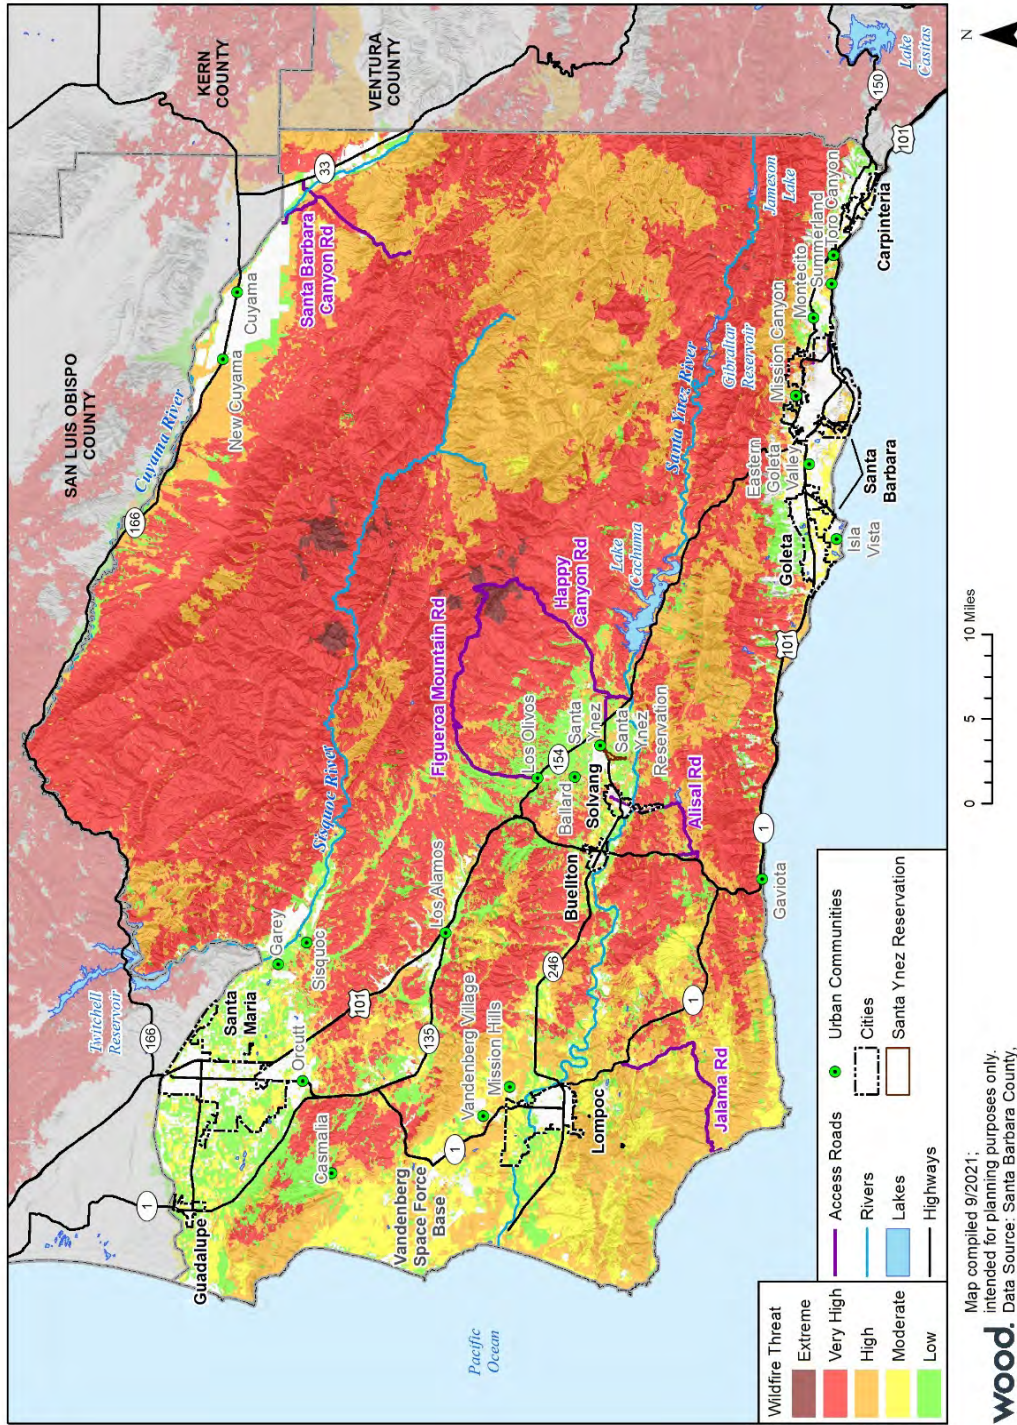 KERN
COUNTY
VENTURA
COUNTY
SAN LUIS OBISPO
COUNTY
Lake
Casitas
150
101
33
Santa Barbara
Canyon Rd
Cuyama
New Cuyama
Cuyama River
166
Twitchell
Reservoir
166
Jameson
Lake
Toro Canyon
Summerland
Montecito
Carpinteria
Mission Canyon
Gibraltar
Reservoir
Santa Ynez River
Eastern
Goleta
Valley
Santa
Barbara
Goleta
Isla
Vista
101
Lake
Cachuma
Happy
Canyon Rd
Figueroa Mountain Rd
Sisquoc River
Los Olivos
Santa
Ynez
154
Ballard
Solvang
Santa
Ynez
Reservation
Alisal Rd
Buellton
1
Gaviota
Garey
Sisquoc
Los Alamos
Santa
Maria
Orcutt
101
135
246
Vandenberg Village
Mission Hills
1
Lompoc
Jalama Rd
Casmalia
1
Vandenberg
Space Force
Base
Guadalupe
1
Pacific
Ocean
N
0 5 10 Miles
Wildfire Threat
Extreme
Very High
High
Moderate
Low
Access Roads
Rivers
Lakes
Highways
Urban Communities
Cities
Santa Ynez Reservation
wood.
Map compiled 9/2021;
intended for planning purposes only.
Data Source: Santa Barbara County,